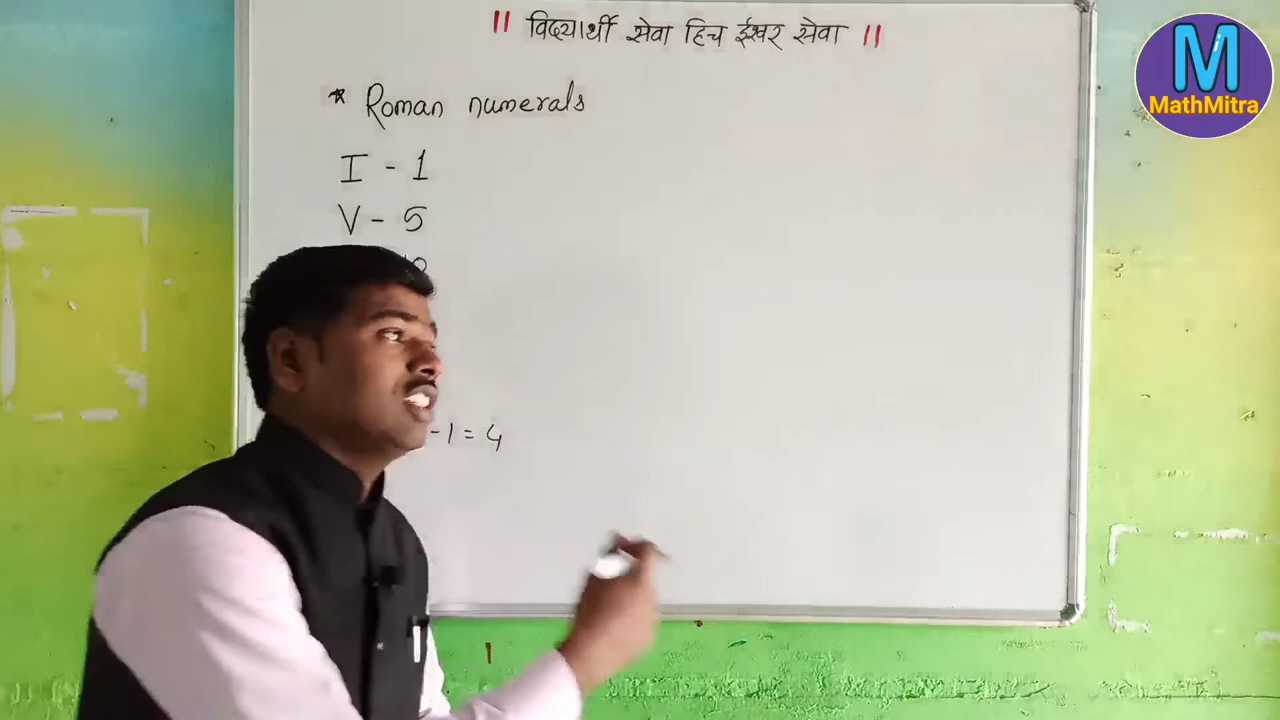 || विद्यार्थी सेवा हिच ईश्वर सेवा ||
M
MathMitra
* Roman numerals
I - 1
V - 5
-1 = 4